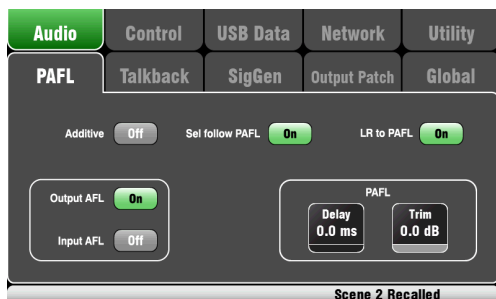 Audio Control USB Data Network Utility
PAFL Talkback SigGen Output Patch Global
Additive Off Sel follow PAFL On LR to PAFL On
Output AFL On
Input AFL Off
PAFL
Delay Trim
0.0 ms 0.0 dB
Scene 2 Recalled